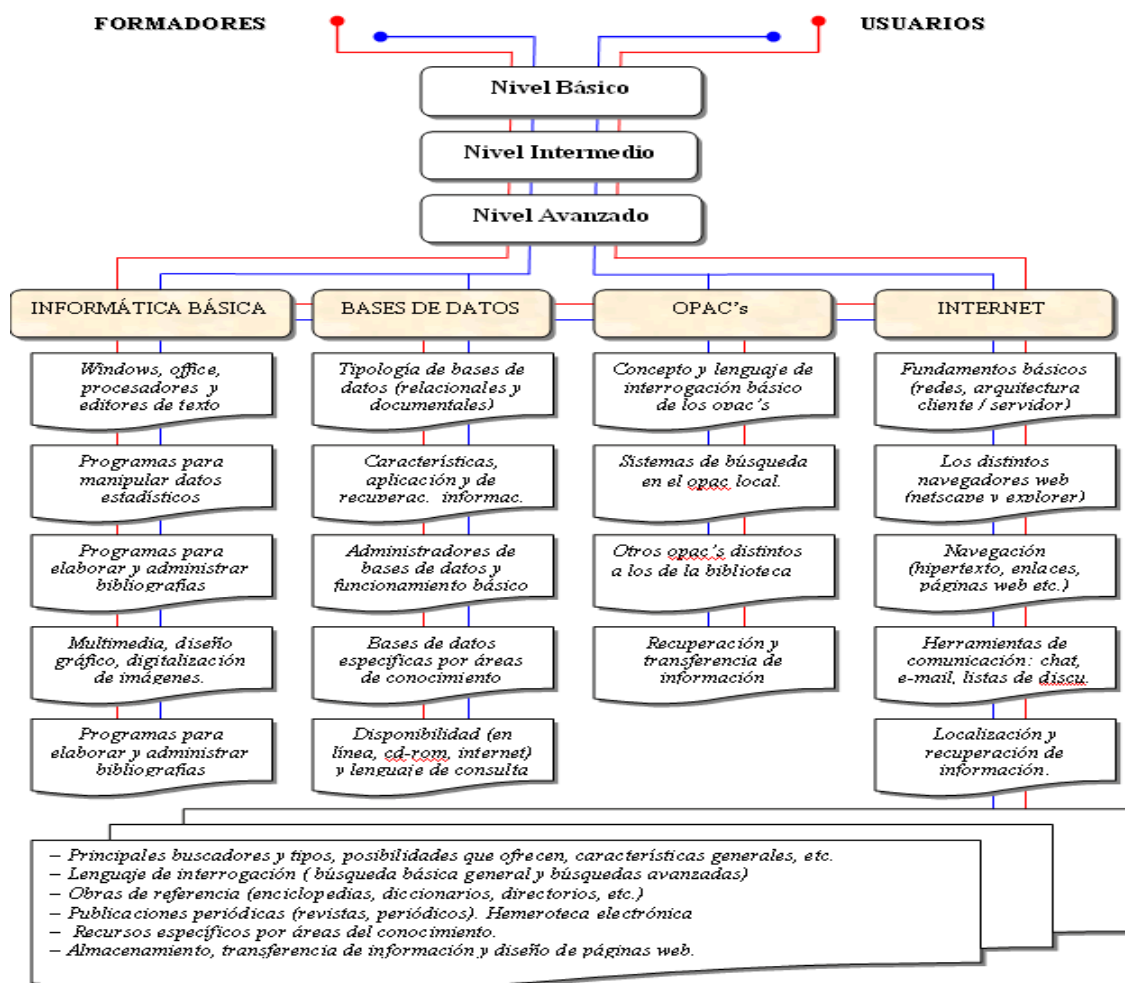 FORMADORES
USUARIOS
Nivel Básico
Nivel Intermedio
Nivel Avanzado
INFORMÁTICA BÁSICA
Windows, office,
procesadores y
editores de texto
Programas para
manipular datos
estadísticos
Programas para
elaborar y administrar
bibliografías
Multimedia, diseño
gráfico, digitalización
de imágenes.
Programas para
elaborar y administrar
bibliografías
BASES DE DATOS
Tipología de bases de
datos (relacionales y
documentales)
Características,
aplicación y de
recuperac. informac.
Administradores de
bases de datos y
funcionamiento básico
Bases de datos
específicas por áreas
de conocimiento
Disponibilidad (en
línea, cd-rom, internet)
y lenguaje de consulta
OPAC's
Concepto y lenguaje de
interrogación básico
de los opac's
Sistemas de búsqueda
en el opac local.
Otros opac's distintos
a los de la biblioteca
Recuperación y
transferencia de
información
INTERNET
Fundamentos básicos
(redes, arquitectura
cliente / servidor)
Los distintos
navegadores web
(netscave y explorer)
Navegación
(hipertexto, enlaces,
páginas web etc.)
Herramientas de
comunicación: chat,
e-mail, listas de discu.
Localización y
recuperación de
información.
– Principales buscadores y tipos, posibilidades que ofrecen, características generales, etc.
– Lenguaje de interrogación ( búsqueda básica general y búsquedas avanzadas)
– Obras de referencia (enciclopedias, diccionarios, directorios, etc.)
– Publicaciones periódicas (revistas, periódicos). Hemeroteca electrónica
– Recursos específicos por áreas del conocimiento.
– Almacenamiento, transferencia de información y diseño de páginas web.